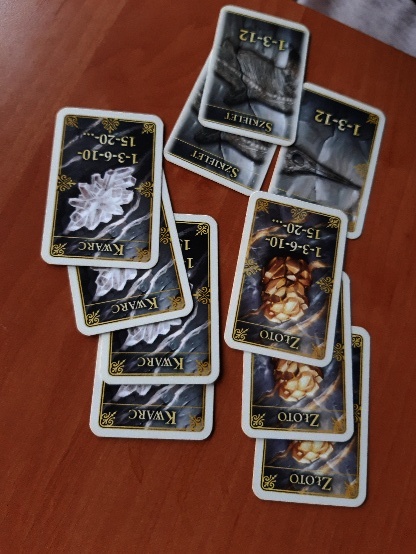 Szkielet
1-3-12
Szkielet
1-3-12
Kwarc
1-3-6-10-
15-20-...
Kwarc
Kwarc
Kwarc
Złoto
1-3-6-10-
15-20-...
Złoto
Złoto